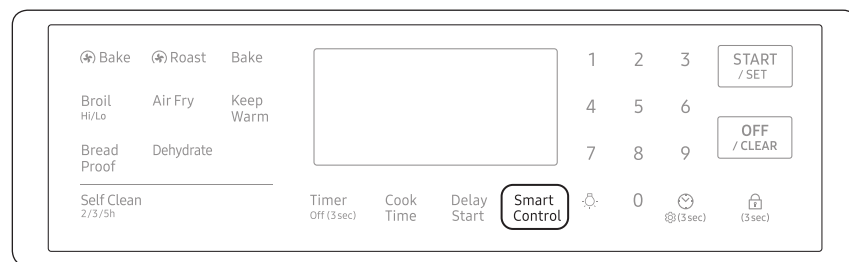 Bake
Roast
Bake
Broil
Hi/Lo
Air Fry
Keep
Warm
Bread
Proof
Dehydrate
Self Clean
2/3/5h
Timer
Off (3 sec)
Cook
Time
Delay
Start
Smart
Control
1 2 3
4 5 6
7 8 9
0
(3 sec)
START
/ SET
OFF
/ CLEAR
(3 sec)